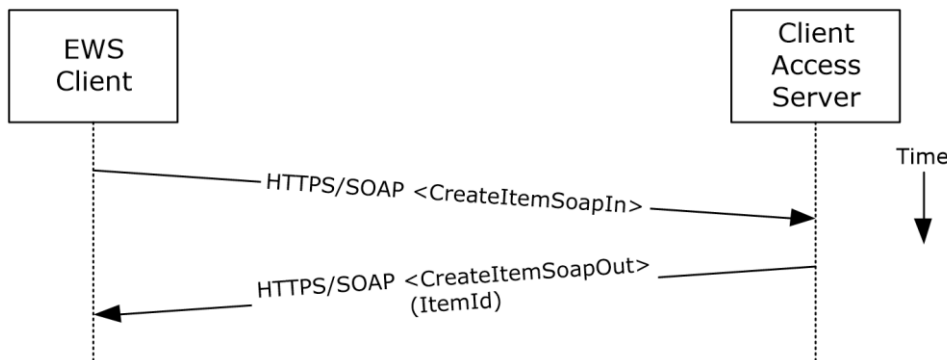 EWS
Client
Client
Access
Server
Time
HTTPS/SOAP <CreateItemSoapIn>
HTTPS/SOAP <CreateItemSoapOut>
(ItemId)